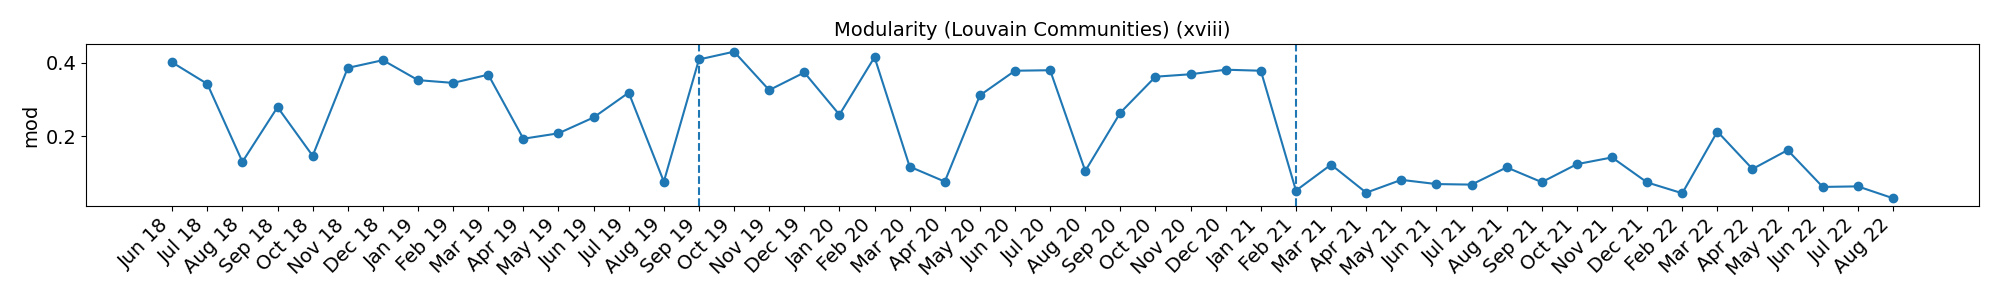 Modularity (Louvain Communities) (xviii)
mod
0.4
0.2
Jun 18
Jul 18
Aug 18
Sep 18
Oct 18
Nov 18
Dec 18
Jan 19
Feb 19
Mar 19
Apr 19
May 19
Jun 19
Jul 19
Aug 19
Sep 19
Oct 19
Nov 19
Dec 19
Jan 20
Feb 20
Mar 20
Apr 20
May 20
Jun 20
Jul 20
Aug 20
Sep 20
Oct 20
Nov 20
Dec 20
Jan 21
Feb 21
Mar 21
Apr 21
May 21
Jun 21
Jul 21
Aug 21
Sep 21
Oct 21
Nov 21
Dec 21
Feb 22
Mar 22
Apr 22
May 22
Jun 22
Jul 22
Aug 22